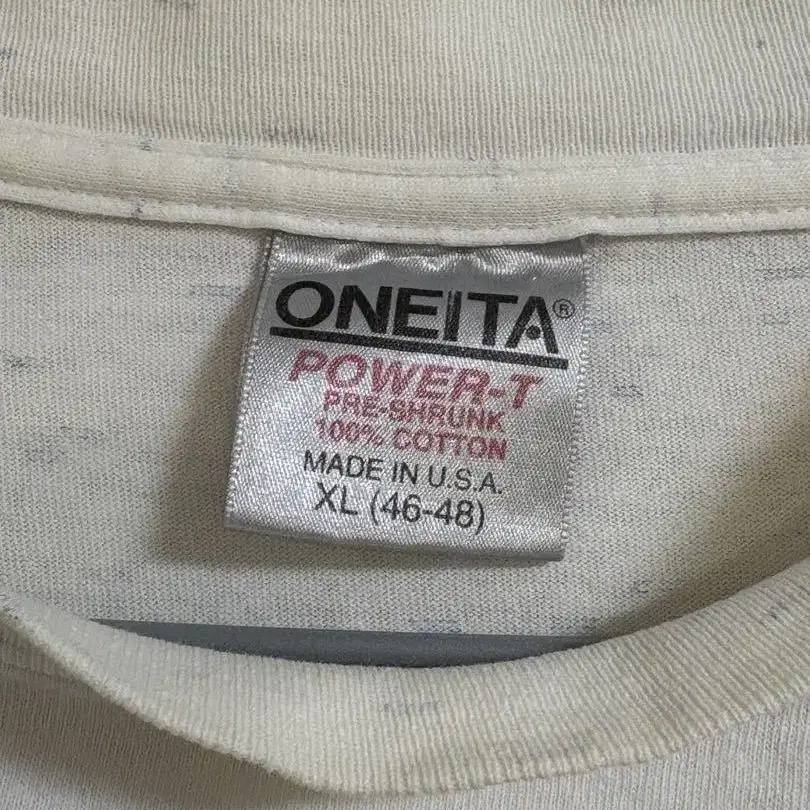 ONEITA®
POWER-T
PRE-SHRUNK
100% COTTON
MADE IN U.S.A.
XL (46-48)